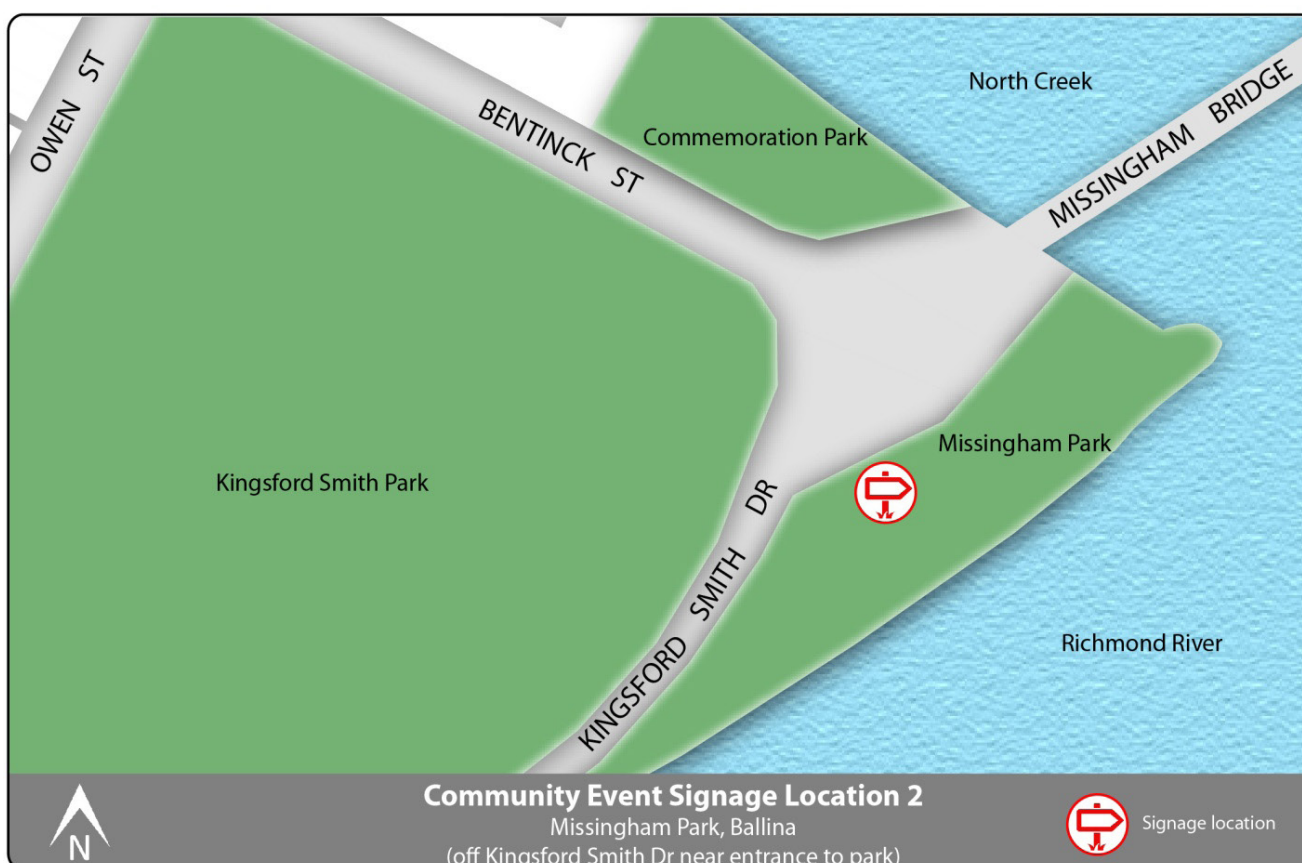 OWEN ST
BENTINCK ST
Commemoration Park
North Creek
MISSINGHAM BRIDGE
Kingsford Smith Park
Missingham Park
KINGSFORD SMITH DR
Richmond River
N
Community Event Signage Location 2
Missingham Park, Ballina
(off Kingsford Smith Dr near entrance to park)
Signage location